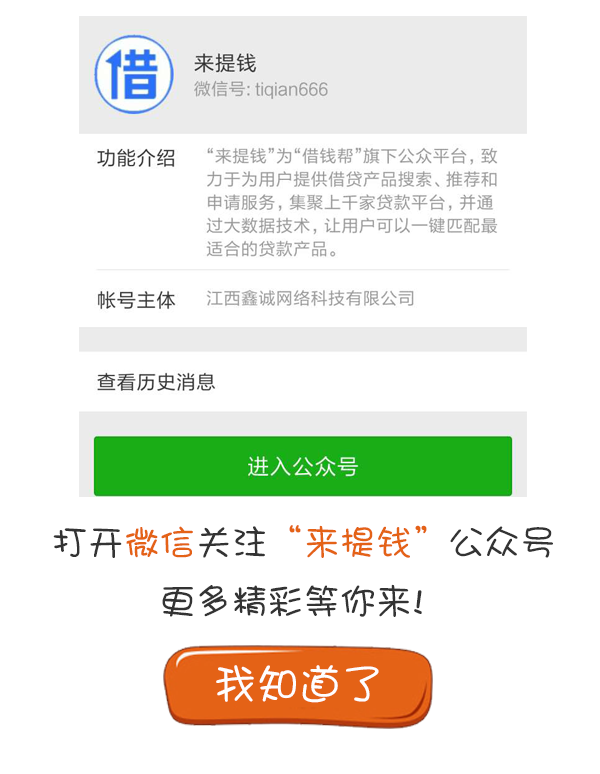 借
来提钱
微信号: tiqian666
功能介绍
“来提钱”为“借钱帮”旗下公众平台，致
力于为用户提供借贷产品搜索、推荐和
申请服务，集聚上千家贷款平台，并通
过大数据技术，让用户可以一键匹配最
适合的贷款产品。
帐号主体
江西鑫诚网络科技有限公司
查看历史消息
进入公众号
打开微信关注“来提钱”公众号
更多精彩等你来!
我知道了